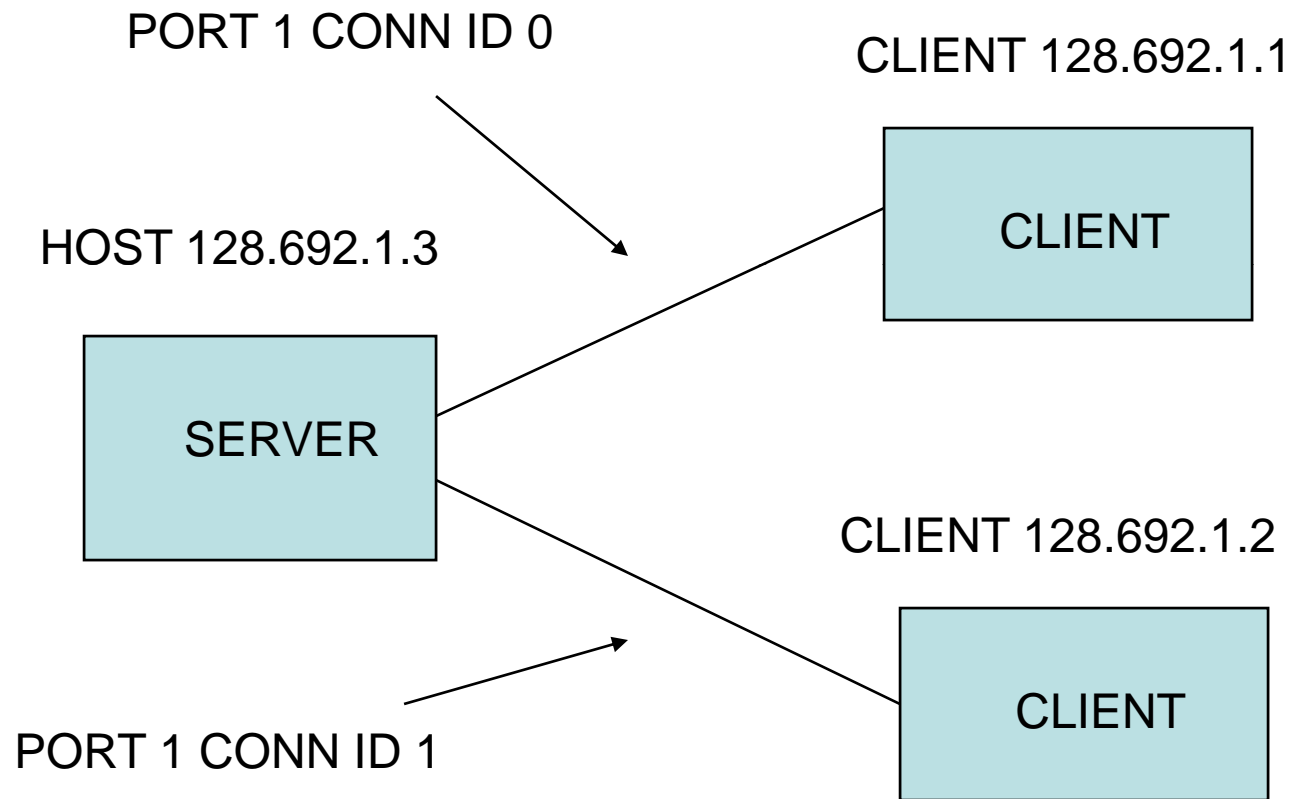 PORT 1 CONN ID 0
CLIENT 128.692.1.1
CLIENT
HOST 128.692.1.3
SERVER
CLIENT 128.692.1.2
CLIENT
PORT 1 CONN ID 1